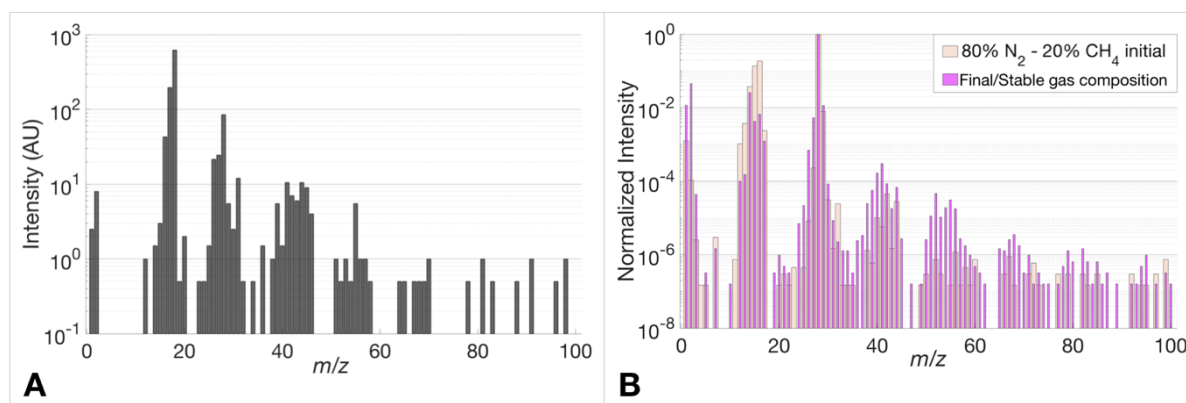 10³
10²
10¹
10⁰
10⁻¹
Intensity (AU)
0 20 40 60 80 100
m/z
A
10⁰
10⁻²
10⁻⁴
10⁻⁶
10⁻⁸
Normalized Intensity
80% N₂ - 20% CH₄ initial
Final/Stable gas composition
0 20 40 60 80 100
m/z
B